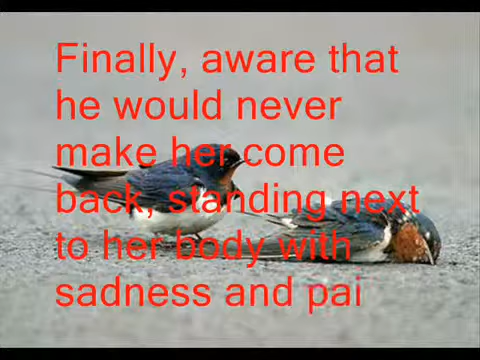 Finally, aware that
he would never
make her come
back, standing next
to her body with
sadness and pai